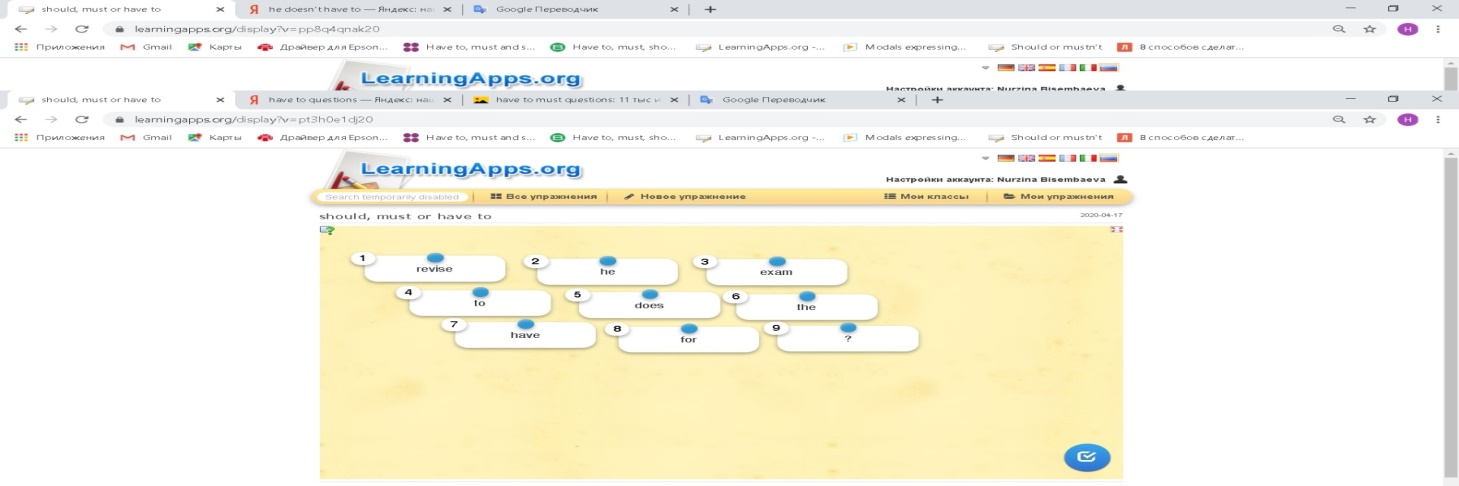 should, must or have to × Я he doesn't have to — Яндекс: на × Google Переводчик × +
learningapps.org/display?v=pp8q4qnak20 H
Приложения Gmail Карты Драйвер для Epson... Have to, must and s... Have to, must, sho... LearningApps.org -... Modals expressing... Should or mustn't Л 8 способов сделат...
LearningApps.org
Настройки аккаунта: Nurzina Bisembaeva
should, must or have to × Я have to questions — Яндекс: на × have to must questions: 11 тыс и × Google Переводчик × +
learningapps.org/display?v=pt3h0e1dj20 H
Приложения Gmail Карты Драйвер для Epson... Have to, must and s... Have to, must, sho... LearningApps.org -... Modals expressing... Should or mustn't Л 8 способов сделат...
LearningApps.org
Настройки аккаунта: Nurzina Bisembaeva
Search temporarily disabled Все упражнения Новое упражнение Мои классы Мои упражнения
should, must or have to 2020-04-17
1 revise 2 he 3 exam
4 to 5 does 6 the
7 have 8 for 9 ?